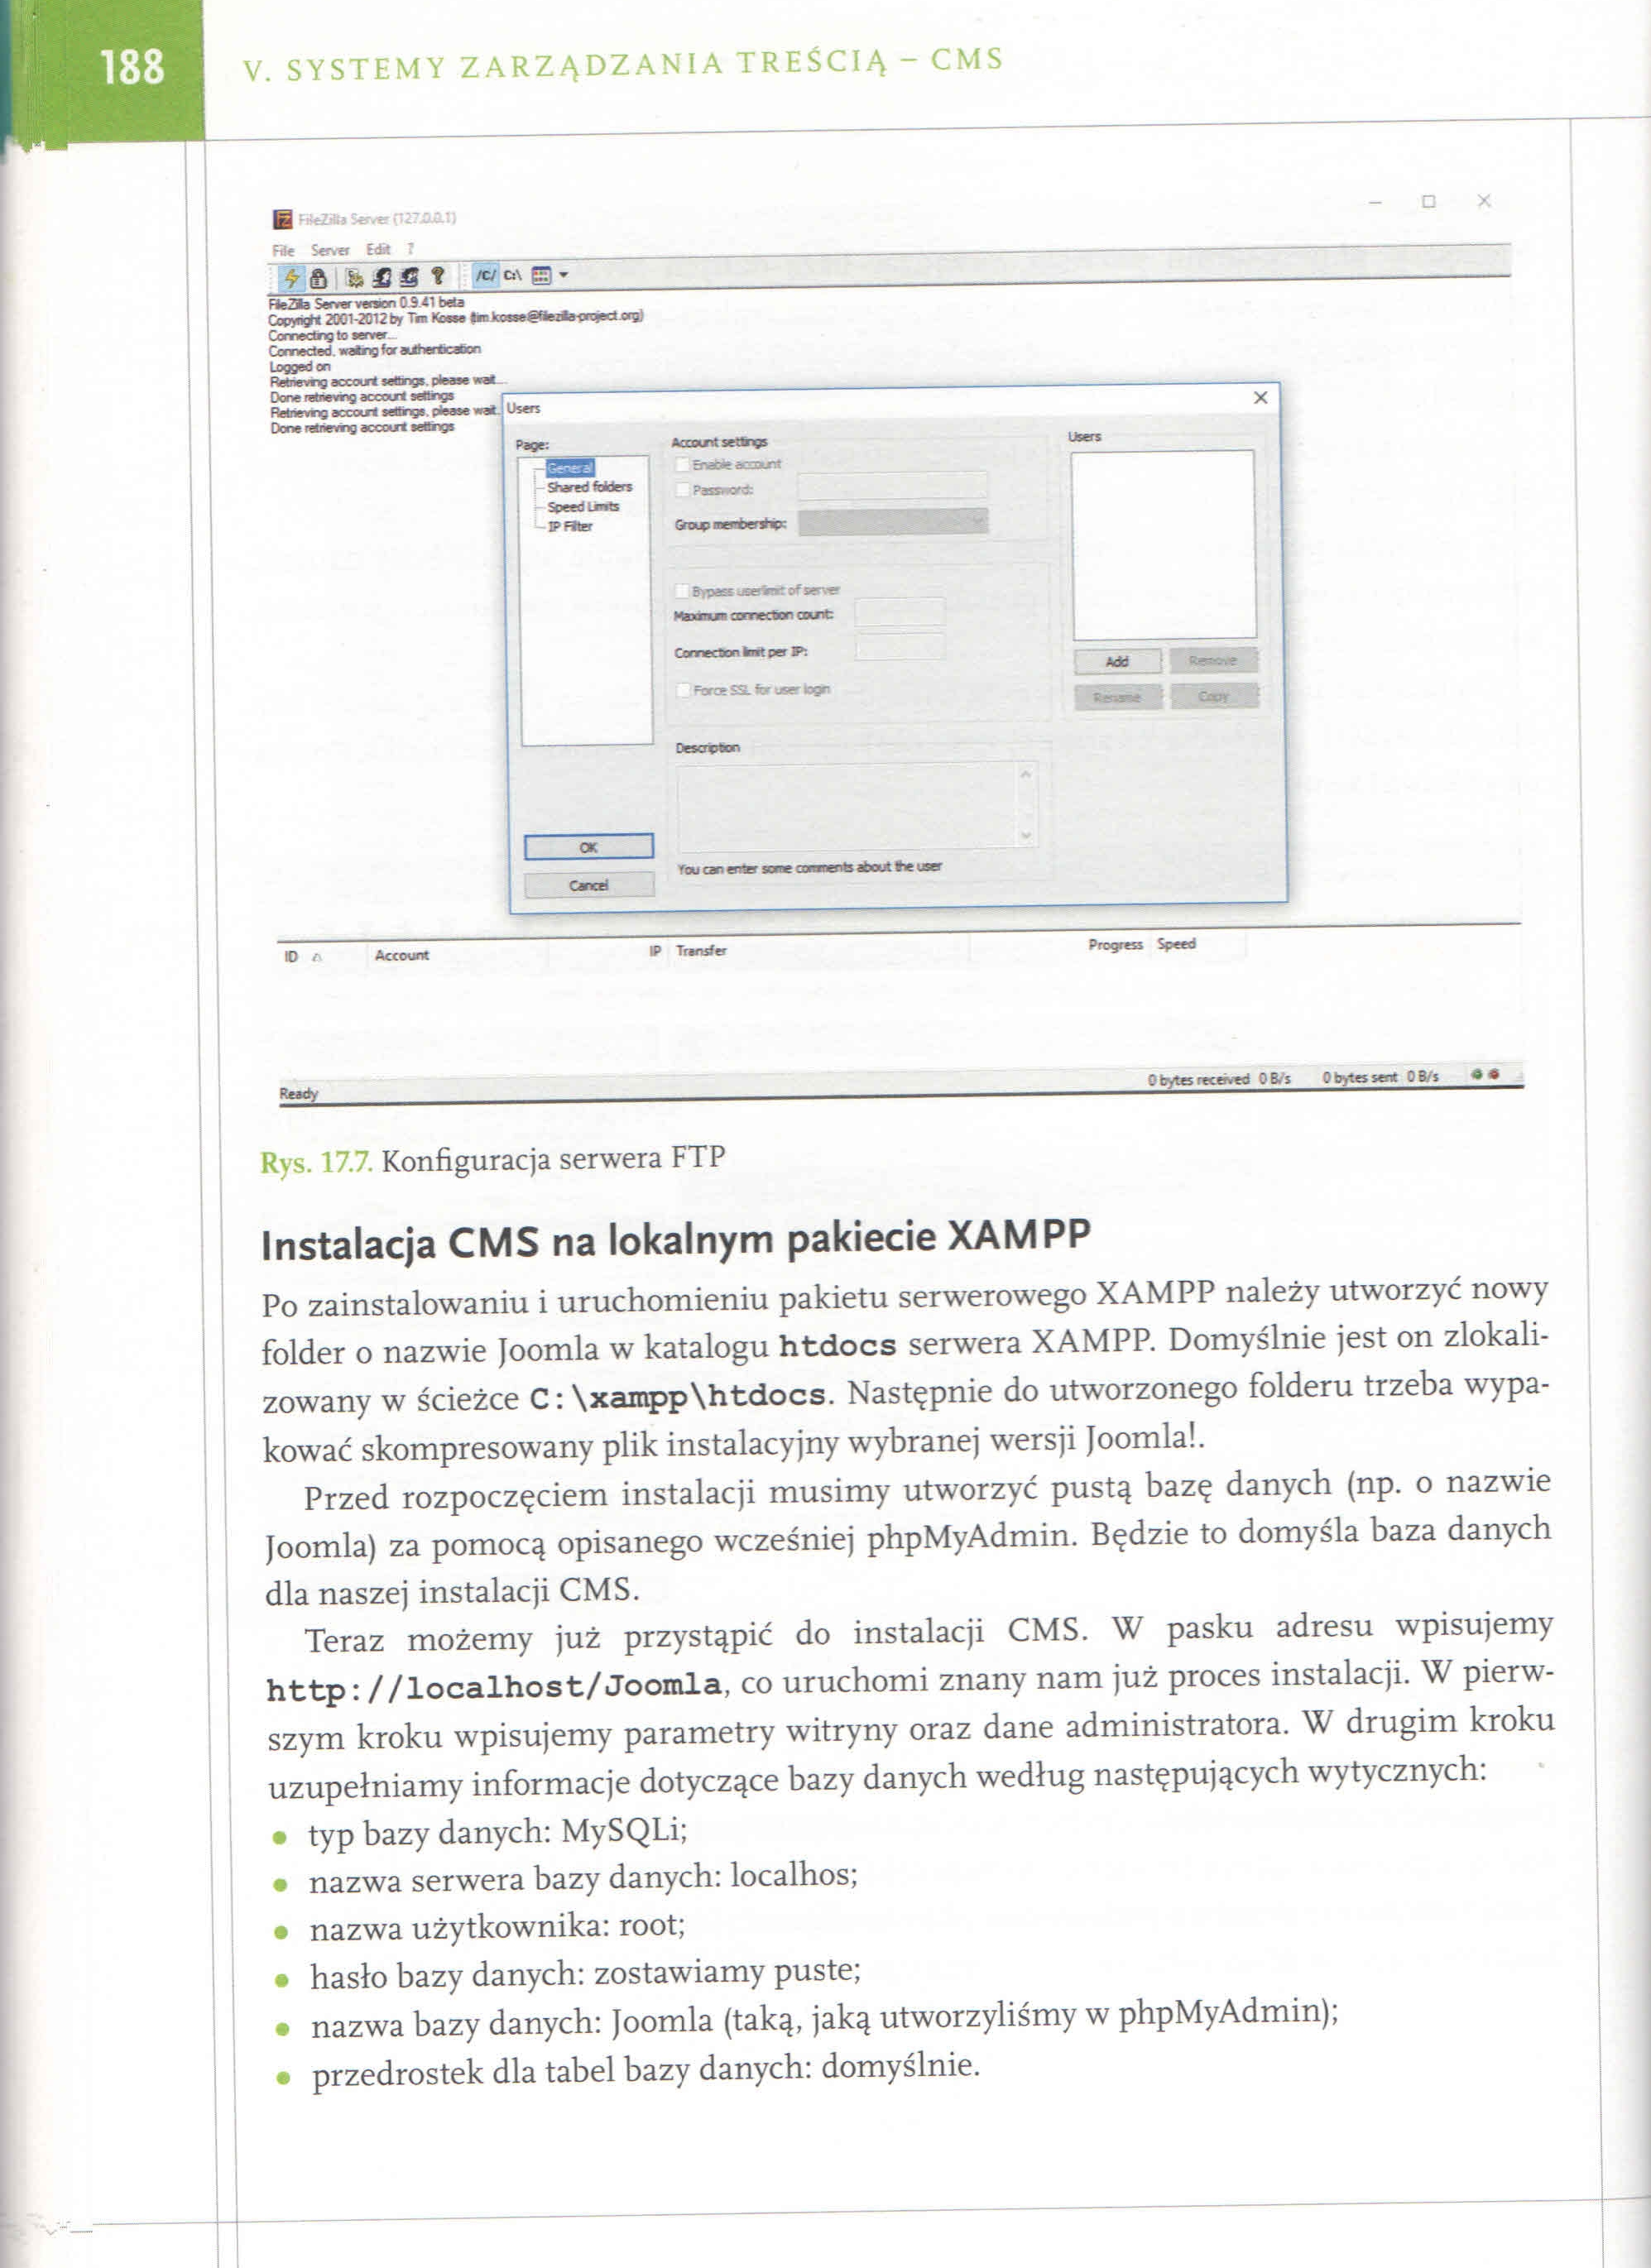 188
V. SYSTEMY ZARZĄDZANIA TREŚCIĄ – CMS
FileZilla Server (127.0.0.1)
File Server Edit ?
/C/ C:\
FileZilla Server version 0.9.41 beta
Copyright 2001-2012 by Tim Kosse (tim.kosse@filezilla-project.org)
Connecting to server...
Connected, waiting for authentication
Logged on
Retrieving account settings, please wait...
Done retrieving account settings
Retrieving account settings, please wait.
Done retrieving account settings
Users
Page:
General
Shared folders
Speed Limits
IP Filter
OK
Cancel
Account settings
Enable account
Password:
Group membership:
Bypass userlimit of server
Maximum connection count:
Connection limit per IP:
Force SSL for user login
Description
You can enter some comments about the user
Users
Add Remove
Rename Copy
ID Account IP Transfer Progress Speed
Ready 0 bytes received 0 B/s 0 bytes sent 0 B/s
Rys. 17.7. Konfiguracja serwera FTP
Instalacja CMS na lokalnym pakiecie XAMPP
Po zainstalowaniu i uruchomieniu pakietu serwerowego XAMPP należy utworzyć nowy
folder o nazwie Joomla w katalogu htdocs serwera XAMPP. Domyślnie jest on zlokali-
zowany w ścieżce C:\xampp\htdocs. Następnie do utworzonego folderu trzeba wypa-
kować skompresowany plik instalacyjny wybranej wersji Joomla!.
Przed rozpoczęciem instalacji musimy utworzyć pustą bazę danych (np. o nazwie
Joomla) za pomocą opisanego wcześniej phpMyAdmin. Będzie to domyśla baza danych
dla naszej instalacji CMS.
Teraz możemy już przystąpić do instalacji CMS. W pasku adresu wpisujemy
http://localhost/Joomla, co uruchomi znany nam już proces instalacji. W pierw-
szym kroku wpisujemy parametry witryny oraz dane administratora. W drugim kroku
uzupełniamy informacje dotyczące bazy danych według następujących wytycznych:
• typ bazy danych: MySQLi;
• nazwa serwera bazy danych: localhos;
• nazwa użytkownika: root;
• hasło bazy danych: zostawiamy puste;
• nazwa bazy danych: Joomla (taką, jaką utworzyliśmy w phpMyAdmin);
• przedrostek dla tabel bazy danych: domyślnie.